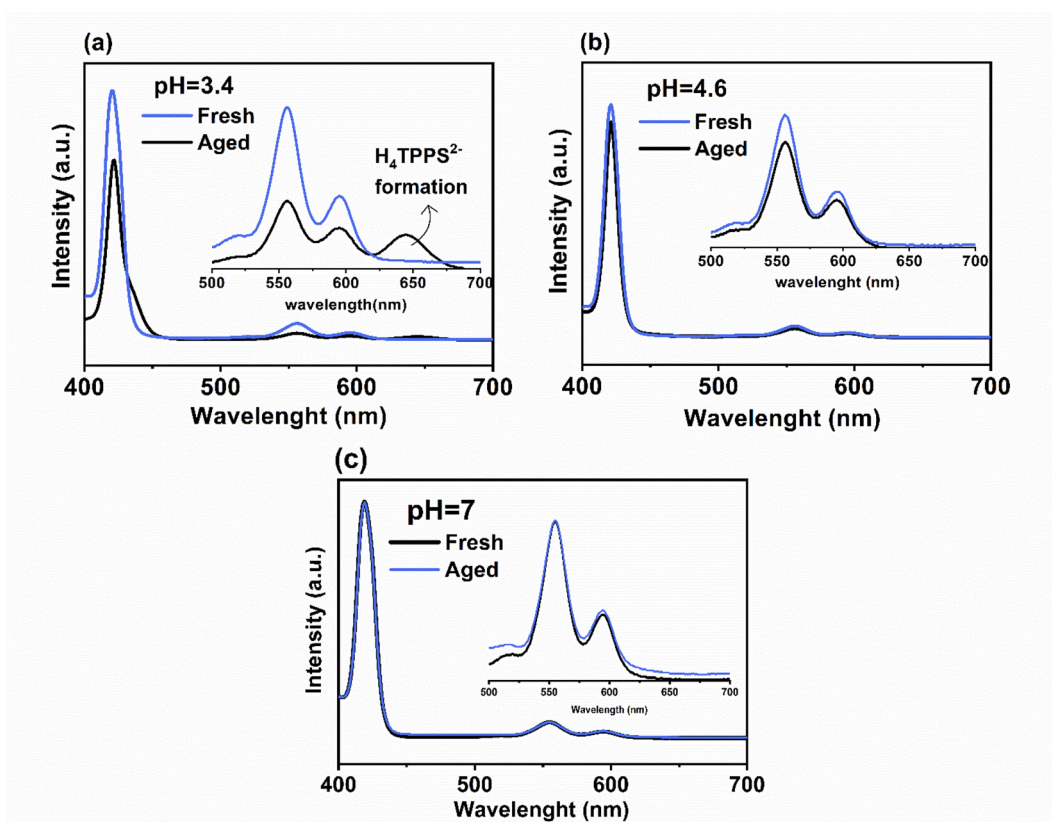 (a)
pH=3.4
Fresh
Aged
H₄TPPS²⁻
formation
500 550 600 650 700
wavelength(nm)
Intensity (a.u.)
400 500 600 700
Wavelenght (nm)
(b)
pH=4.6
Fresh
Aged
500 550 600 650 700
wavelenght (nm)
Intensity (a.u.)
400 500 600 700
Wavelenght (nm)
(c)
pH=7
Fresh
Aged
500 550 600 650 700
Wavelength (nm)
Intensity (a.u.)
400 500 600 700
Wavelenght (nm)